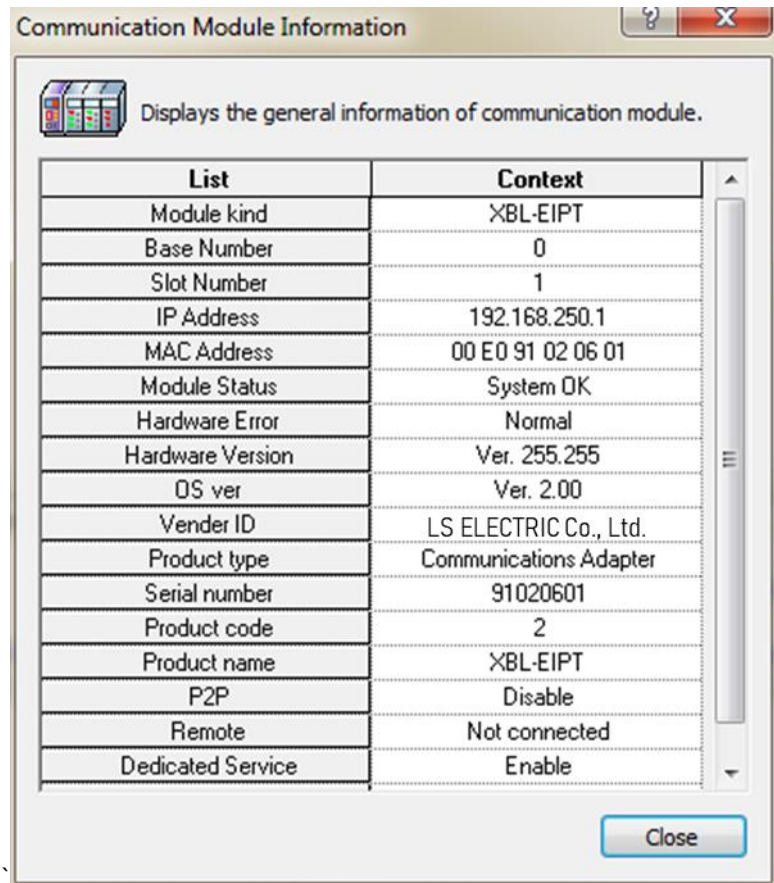 Communication Module Information
Displays the general information of communication module.
List Context
Module kind XBL-EIPT
Base Number 0
Slot Number 1
IP Address 192.168.250.1
MAC Address 00 E0 91 02 06 01
Module Status System OK
Hardware Error Normal
Hardware Version Ver. 255.255
OS ver Ver. 2.00
Vender ID LS ELECTRIC Co., Ltd.
Product type Communications Adapter
Serial number 91020601
Product code 2
Product name XBL-EIPT
P2P Disable
Remote Not connected
Dedicated Service Enable
Close
`